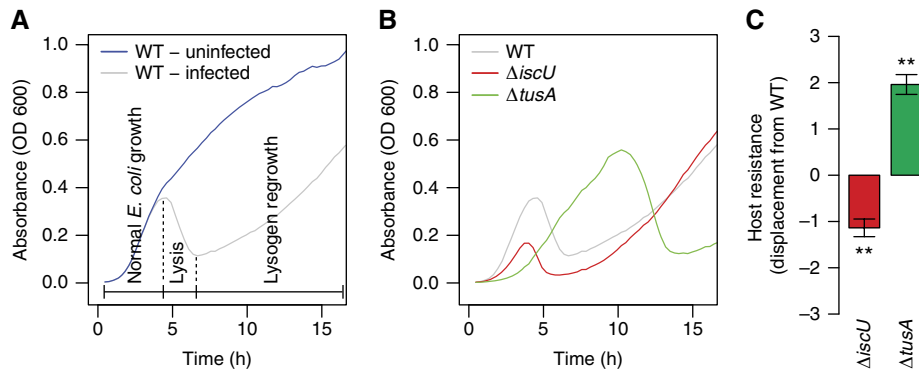 A
Absorbance (OD 600)
1.0
0.8
0.6
0.4
0.2
0.0
WT – uninfected
WT – infected
Normal E. coli growth
Lysis
Lysogen regrowth
0 5 10 15
Time (h)
B
Absorbance (OD 600)
1.0
0.8
0.6
0.4
0.2
0.0
WT
ΔiscU
ΔtusA
0 5 10 15
Time (h)
C
Host resistance
(displacement from WT)
3
2
1
0
−1
−2
−3
**
**
ΔiscU
ΔtusA